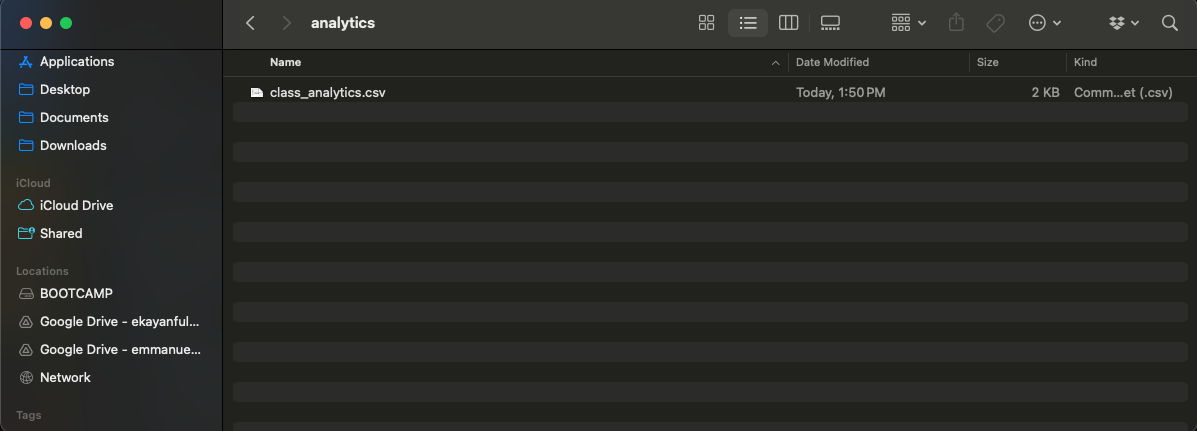 analytics
Applications
Desktop
Documents
Downloads
iCloud
iCloud Drive
Shared
Locations
BOOTCAMP
Google Drive - ekayanful...
Google Drive - emmanue...
Network
Tags
Name Date Modified Size Kind
class_analytics.csv Today, 1:50 PM 2 KB Comm...et (.csv)